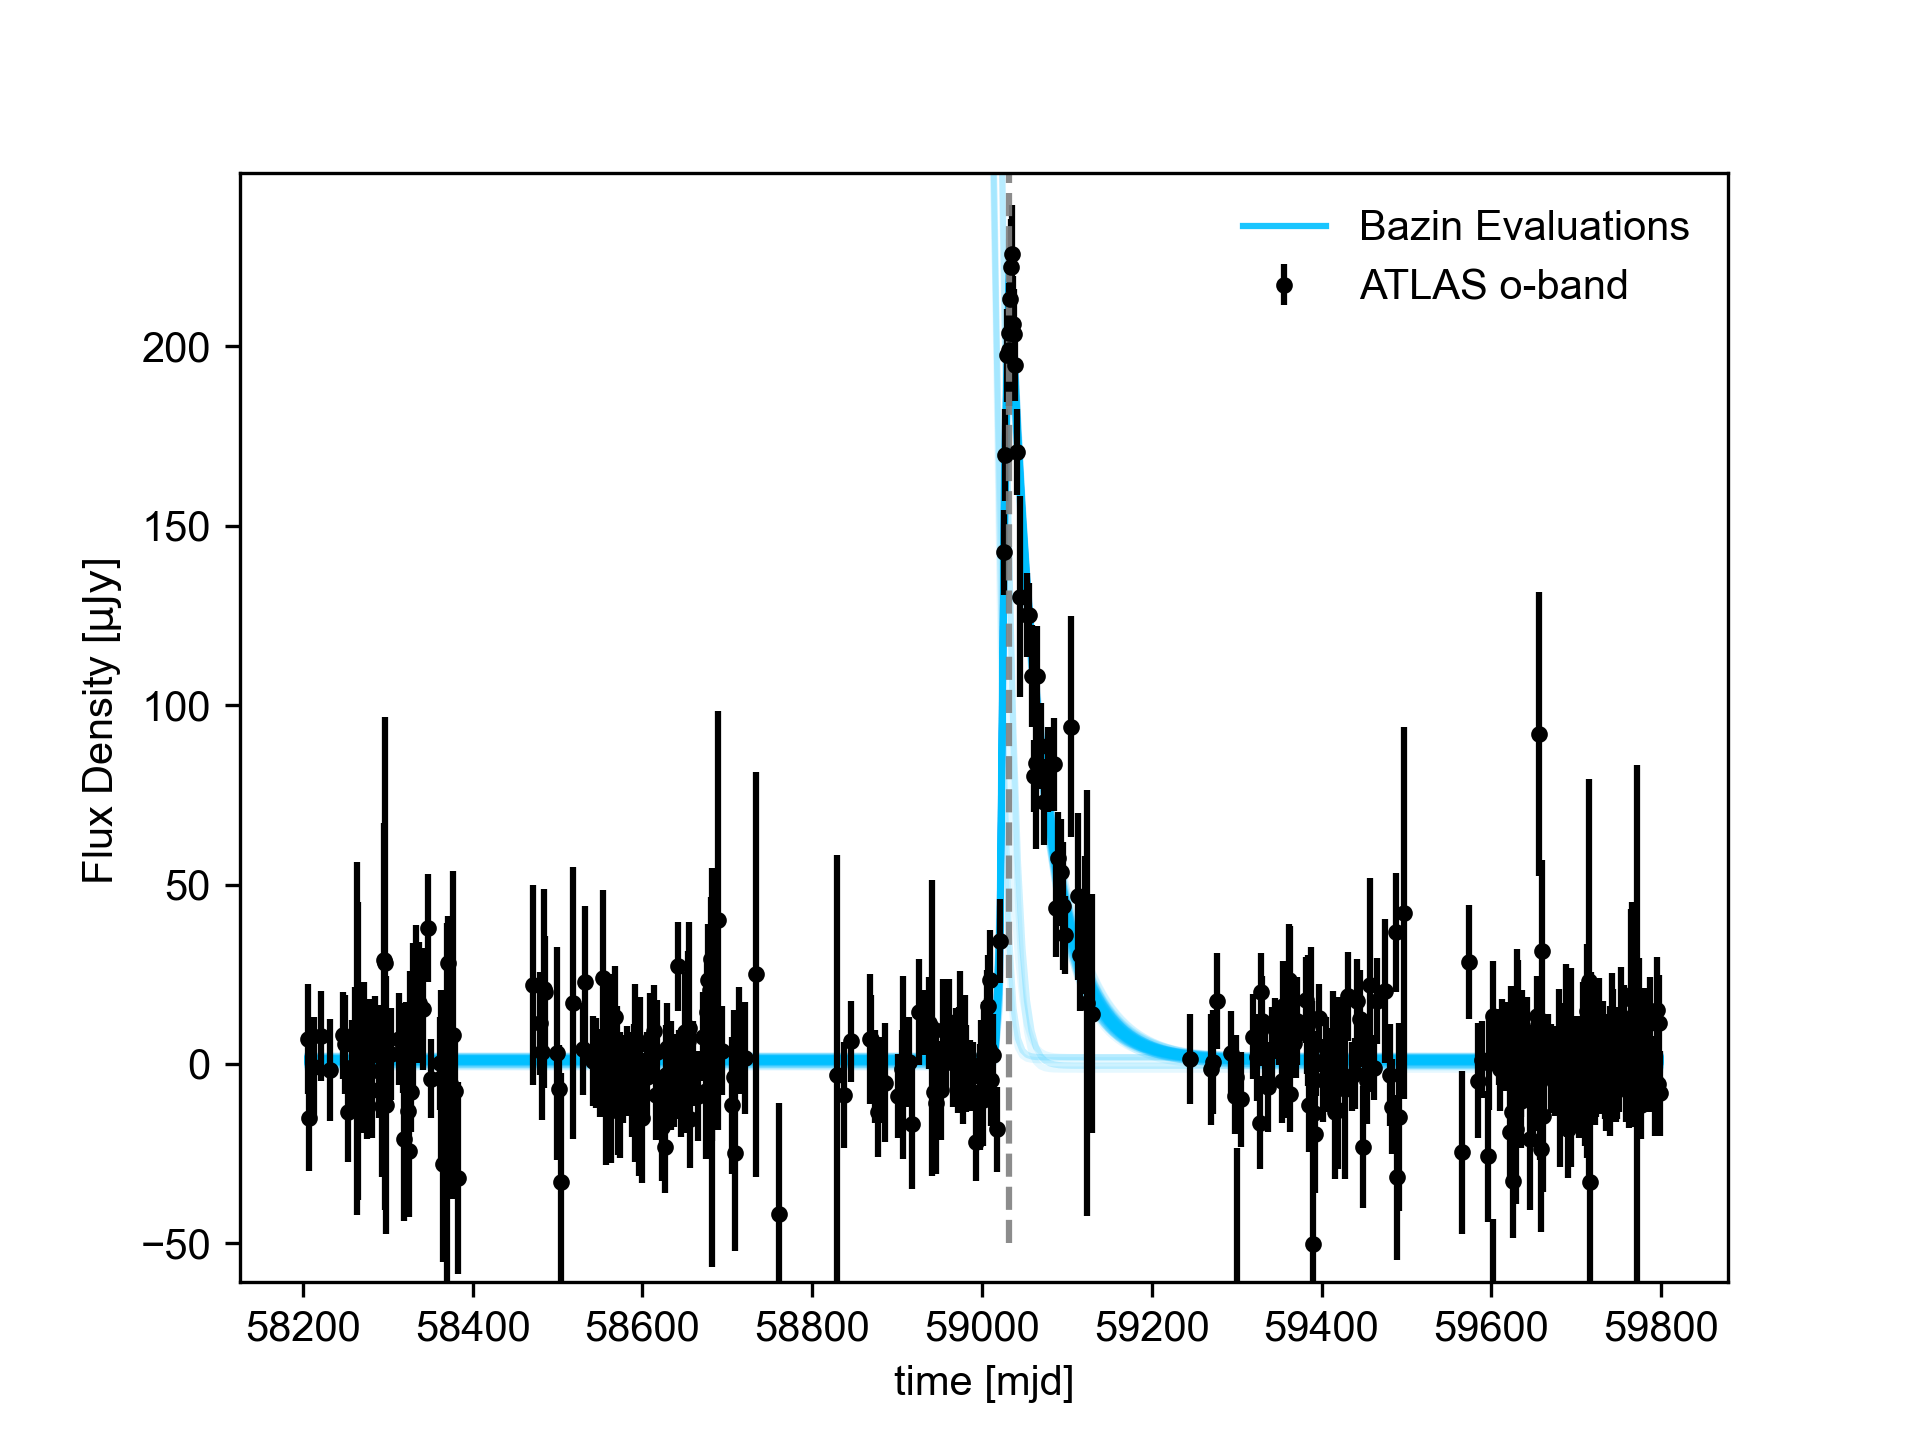 Bazin Evaluations
ATLAS o-band
Flux Density [µJy]
200
150
100
50
0
−50
58200 58400 58600 58800 59000 59200 59400 59600 59800
time [mjd]